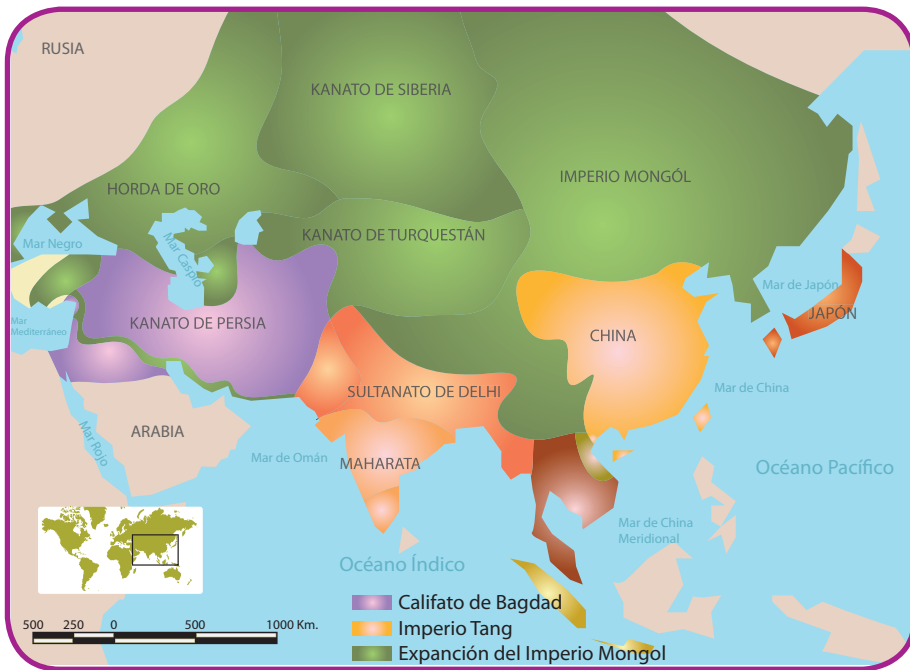 RUSIA
KANATO DE SIBERIA
IMPERIO MONGÓL
HORDA DE ORO
KANATO DE TURQUESTÁN
Mar Negro
Mar Caspio
Mar de Japón
Mar
Mediterráneo
KANATO DE PERSIA
JAPÓN
CHINA
SULTANATO DE DELHI
Mar de China
ARABIA
Mar Rojo
Mar de Omán
MAHARATA
Océano Pacífico
Mar de China
Meridional
Océano Índico
Califato de Bagdad
Imperio Tang
Expanción del Imperio Mongol
500 250 0 500 1000 Km.